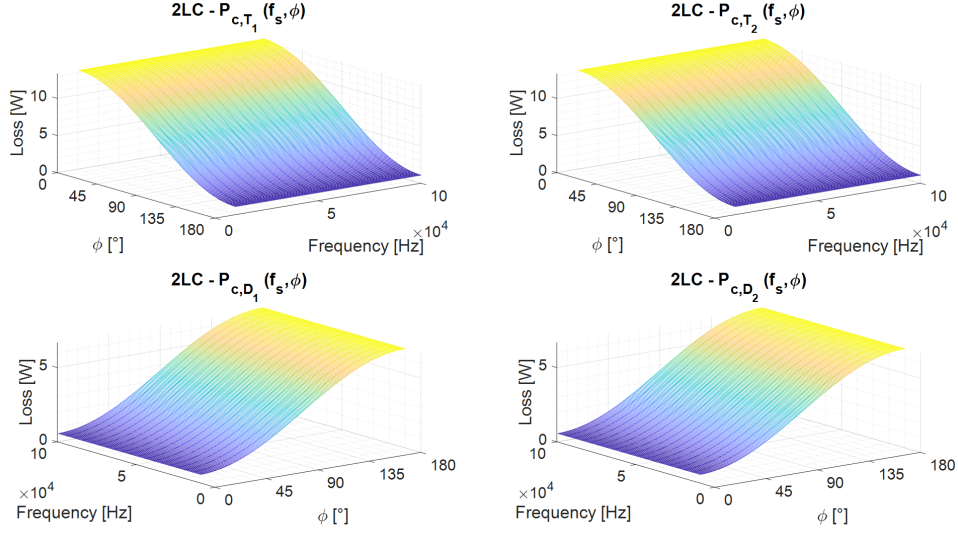 2LC - P_{c,T_1} (f_s,ϕ)
Loss [W]
10
5
0
0
45
90
135
180
ϕ [°]
0
5
10
×10^4
Frequency [Hz]
2LC - P_{c,T_2} (f_s,ϕ)
Loss [W]
10
5
0
0
45
90
135
180
ϕ [°]
0
5
10
×10^4
Frequency [Hz]
2LC - P_{c,D_1} (f_s,ϕ)
Loss [W]
5
0
10
5
0
×10^4
Frequency [Hz]
0
45
90
135
180
ϕ [°]
2LC - P_{c,D_2} (f_s,ϕ)
Loss [W]
5
0
10
5
0
×10^4
Frequency [Hz]
0
45
90
135
180
ϕ [°]